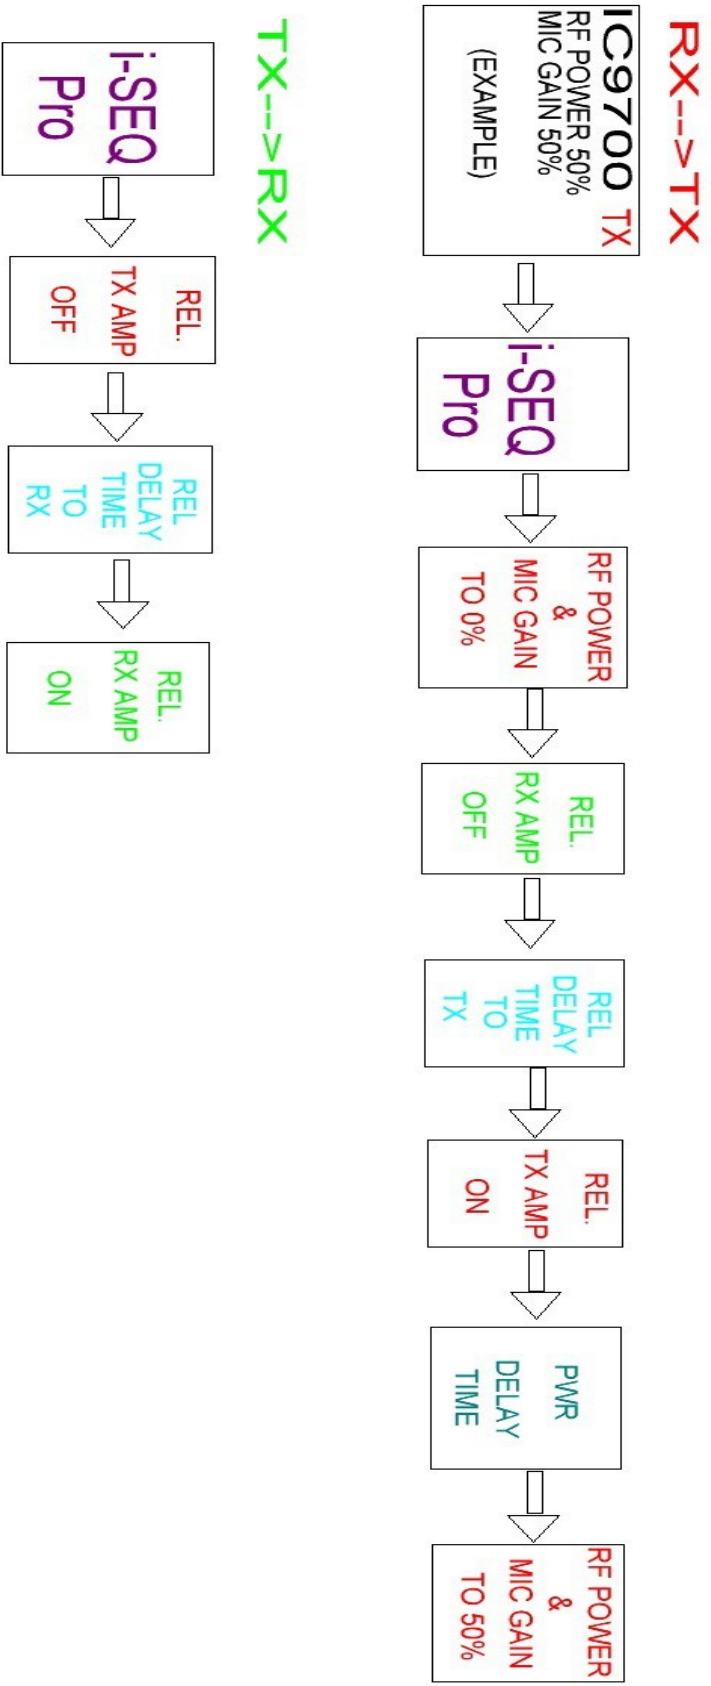 RX-->TX
IC9700 TX
RF POWER 50%
MIC GAIN 50%
(EXAMPLE)
i-SEQ
Pro
RF POWER
&
MIC GAIN
TO 0%
REL.
RX AMP
OFF
REL
DELAY
TIME
TO
TX
REL.
TX AMP
ON
PWR
DELAY
TIME
RF POWER
&
MIC GAIN
TO 50%
TX-->RX
i-SEQ
Pro
REL.
TX AMP
OFF
REL
DELAY
TIME
TO
RX
REL.
RX AMP
ON